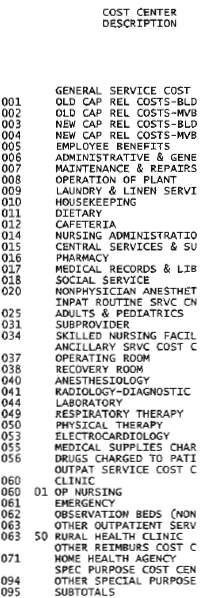 COST CENTER
DESCRIPTION
GENERAL SERVICE COST
001 OLD CAP REL COSTS-BLD
002 OLD CAP REL COSTS-MVB
003 NEW CAP REL COSTS-BLD
004 NEW CAP REL COSTS-MVB
005 EMPLOYEE BENEFITS
006 ADMINISTRATIVE & GENE
007 MAINTENANCE & REPAIRS
008 OPERATION OF PLANT
009 LAUNDRY & LINEN SERVI
010 HOUSEKEEPING
011 DIETARY
012 CAFETERIA
014 NURSING ADMINISTRATIO
015 CENTRAL SERVICES & SU
016 PHARMACY
017 MEDICAL RECORDS & LIB
018 SOCIAL SERVICE
020 NONPHYSICIAN ANESTHET
INPAT ROUTINE SRVC CN
025 ADULTS & PEDIATRICS
031 SUBPROVIDER
034 SKILLED NURSING FACIL
ANCILLARY SRVC COST C
037 OPERATING ROOM
038 RECOVERY ROOM
040 ANESTHESIOLOGY
041 RADIOLOGY-DIAGNOSTIC
044 LABORATORY
049 RESPIRATORY THERAPY
050 PHYSICAL THERAPY
053 ELECTROCARDIOLOGY
055 MEDICAL SUPPLIES CHAR
056 DRUGS CHARGED TO PATI
OUTPAT SERVICE COST C
060 CLINIC
060 01 OP NURSING
061 EMERGENCY
062 OBSERVATION BEDS (NON
063 OTHER OUTPATIENT SERV
063 50 RURAL HEALTH CLINIC
OTHER REIMBURS COST C
071 HOME HEALTH AGENCY
SPEC PURPOSE COST CEN
094 OTHER SPECIAL PURPOSE
095 SUBTOTALS